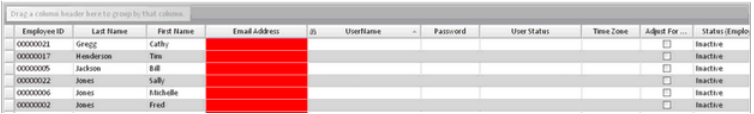 Drag a column header here to group by that column.
Employee ID Last Name First Name Email Address UserName Password User Status Time Zone Adjust For ... Status (Emplo
00000021 Gregg Cathy Inactive
00000017 Henderson Tim Inactive
00000005 Jackson Bill Inactive
00000022 Jones Sally Inactive
00000006 Jones Michelle Inactive
00000002 Jones Fred Inactive